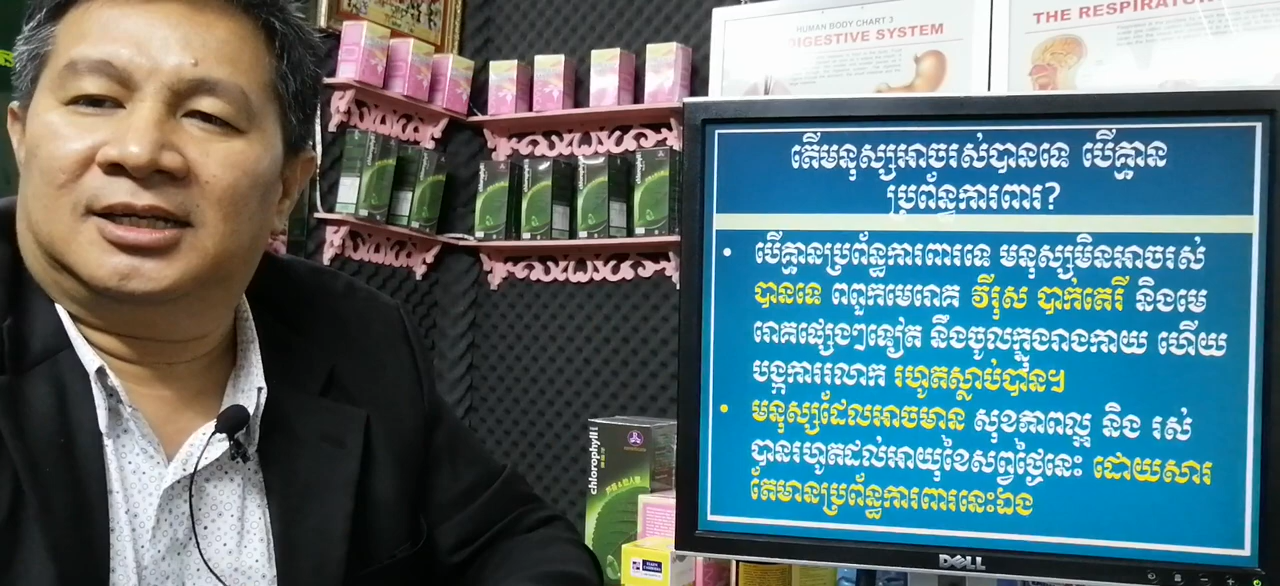 HUMAN BODY CHART 3
DIGESTIVE SYSTEM
THE RESPIRATOR
តើមនុស្សអាចរស់បានទេ បើគ្មាន
ប្រព័ន្ធការពារ?
• បើគ្មានប្រព័ន្ធការពារទេ មនុស្សមិនអាចរស់
បានទេ ពពួកមេរោគ វីរ៉ុស បាក់តេរី និងមេ
រោគផ្សេងៗទៀត នឹងចូលក្នុងរាងកាយ ហើយ
បង្កការរលាក រហូតស្លាប់បាន។
• មនុស្សដែលអាចមាន សុខភាពល្អ និង រស់
បានរហូតដល់អាយុខៃសព្វថ្ងៃនេះ ដោយសារ
តែមានប្រព័ន្ធការពារនេះឯង
chlorophyll
DELL